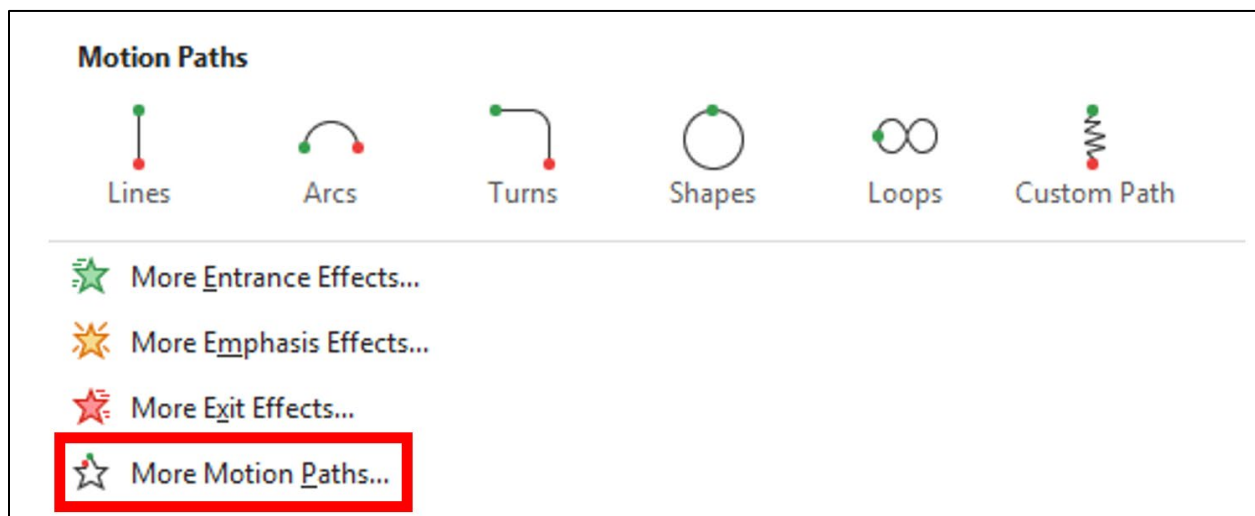 Motion Paths
Lines Arcs Turns Shapes Loops Custom Path
More Entrance Effects...
More Emphasis Effects...
More Exit Effects...
More Motion Paths...